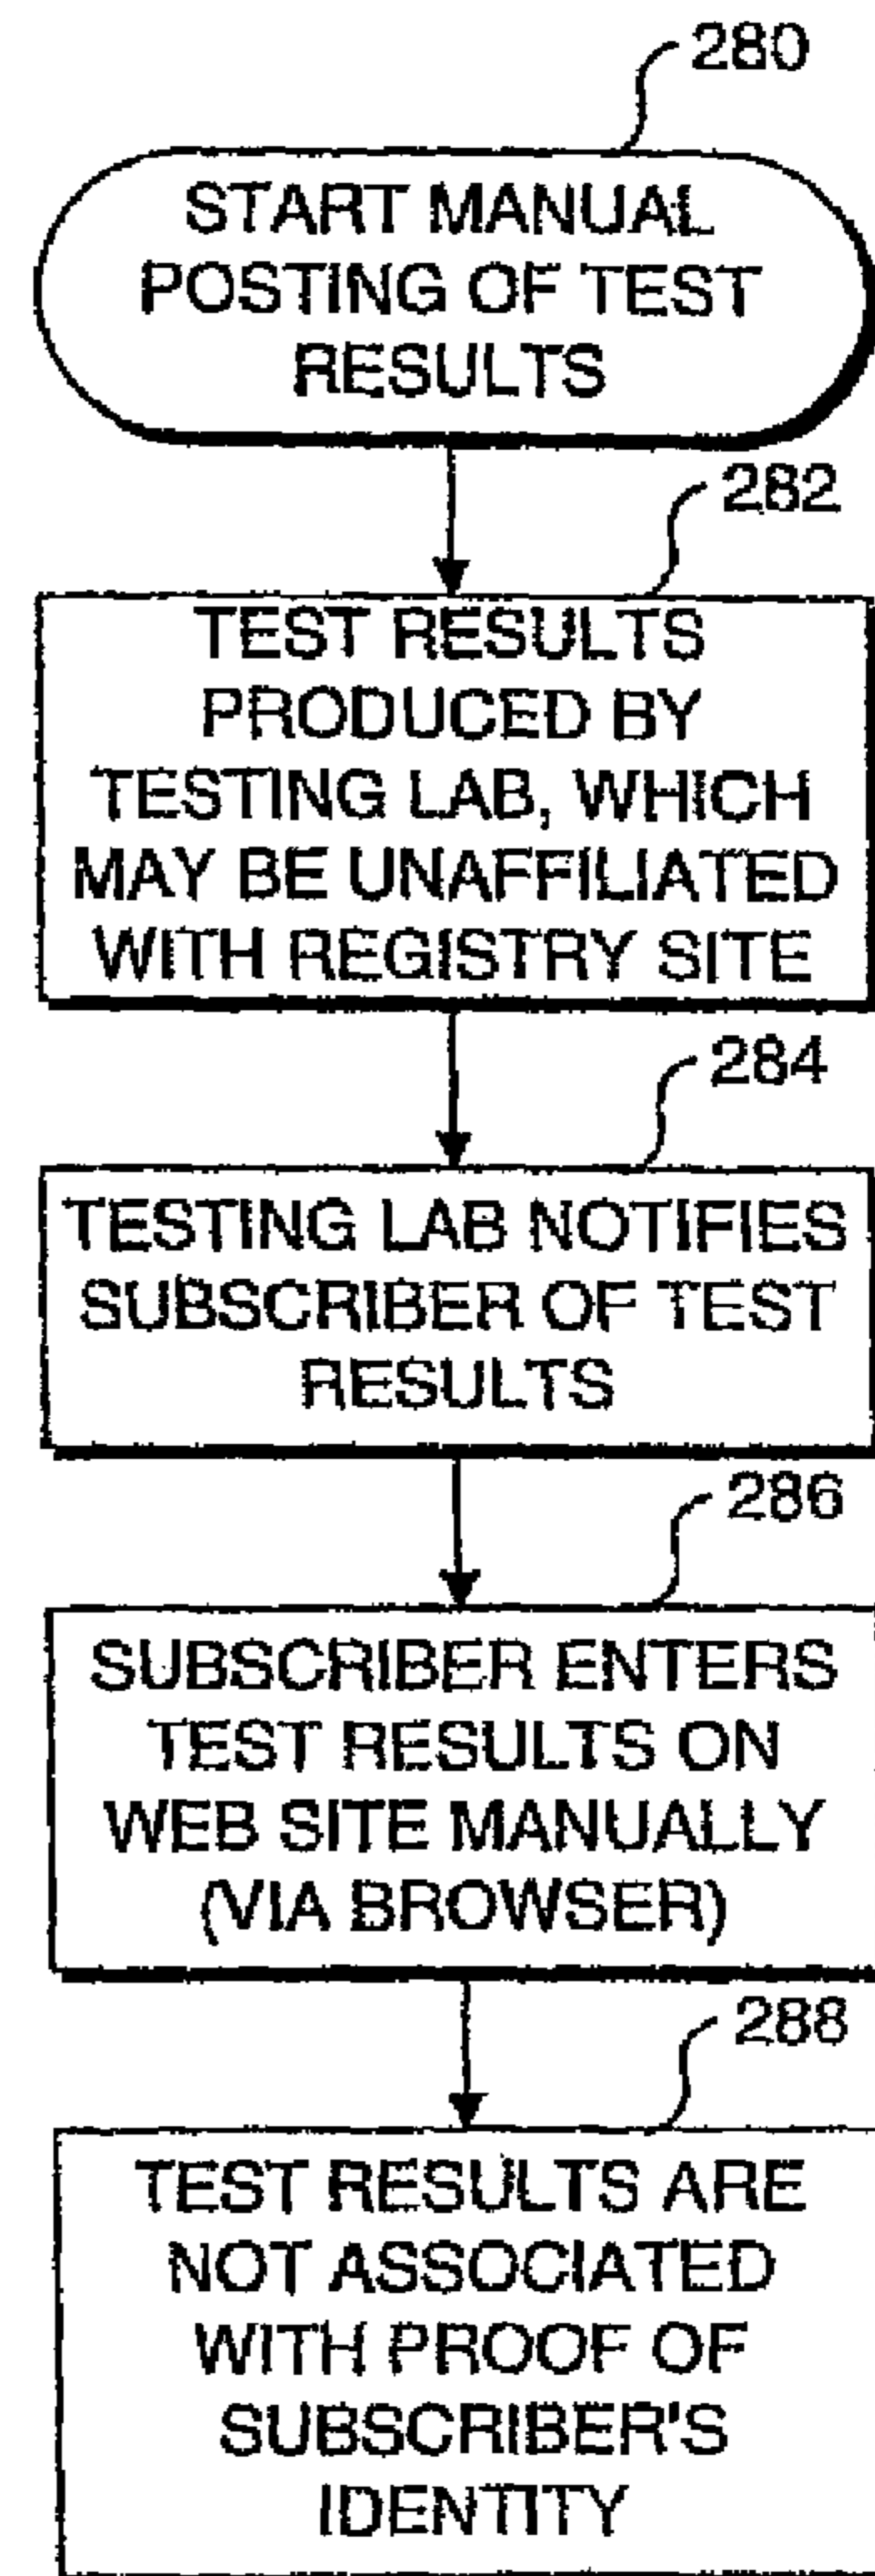 280
START MANUAL
POSTING OF TEST
RESULTS
282
TEST RESULTS
PRODUCED BY
TESTING LAB, WHICH
MAY BE UNAFFILIATED
WITH REGISTRY SITE
284
TESTING LAB NOTIFIES
SUBSCRIBER OF TEST
RESULTS
286
SUBSCRIBER ENTERS
TEST RESULTS ON
WEB SITE MANUALLY
(VIA BROWSER)
288
TEST RESULTS ARE
NOT ASSOCIATED
WITH PROOF OF
SUBSCRIBER'S
IDENTITY